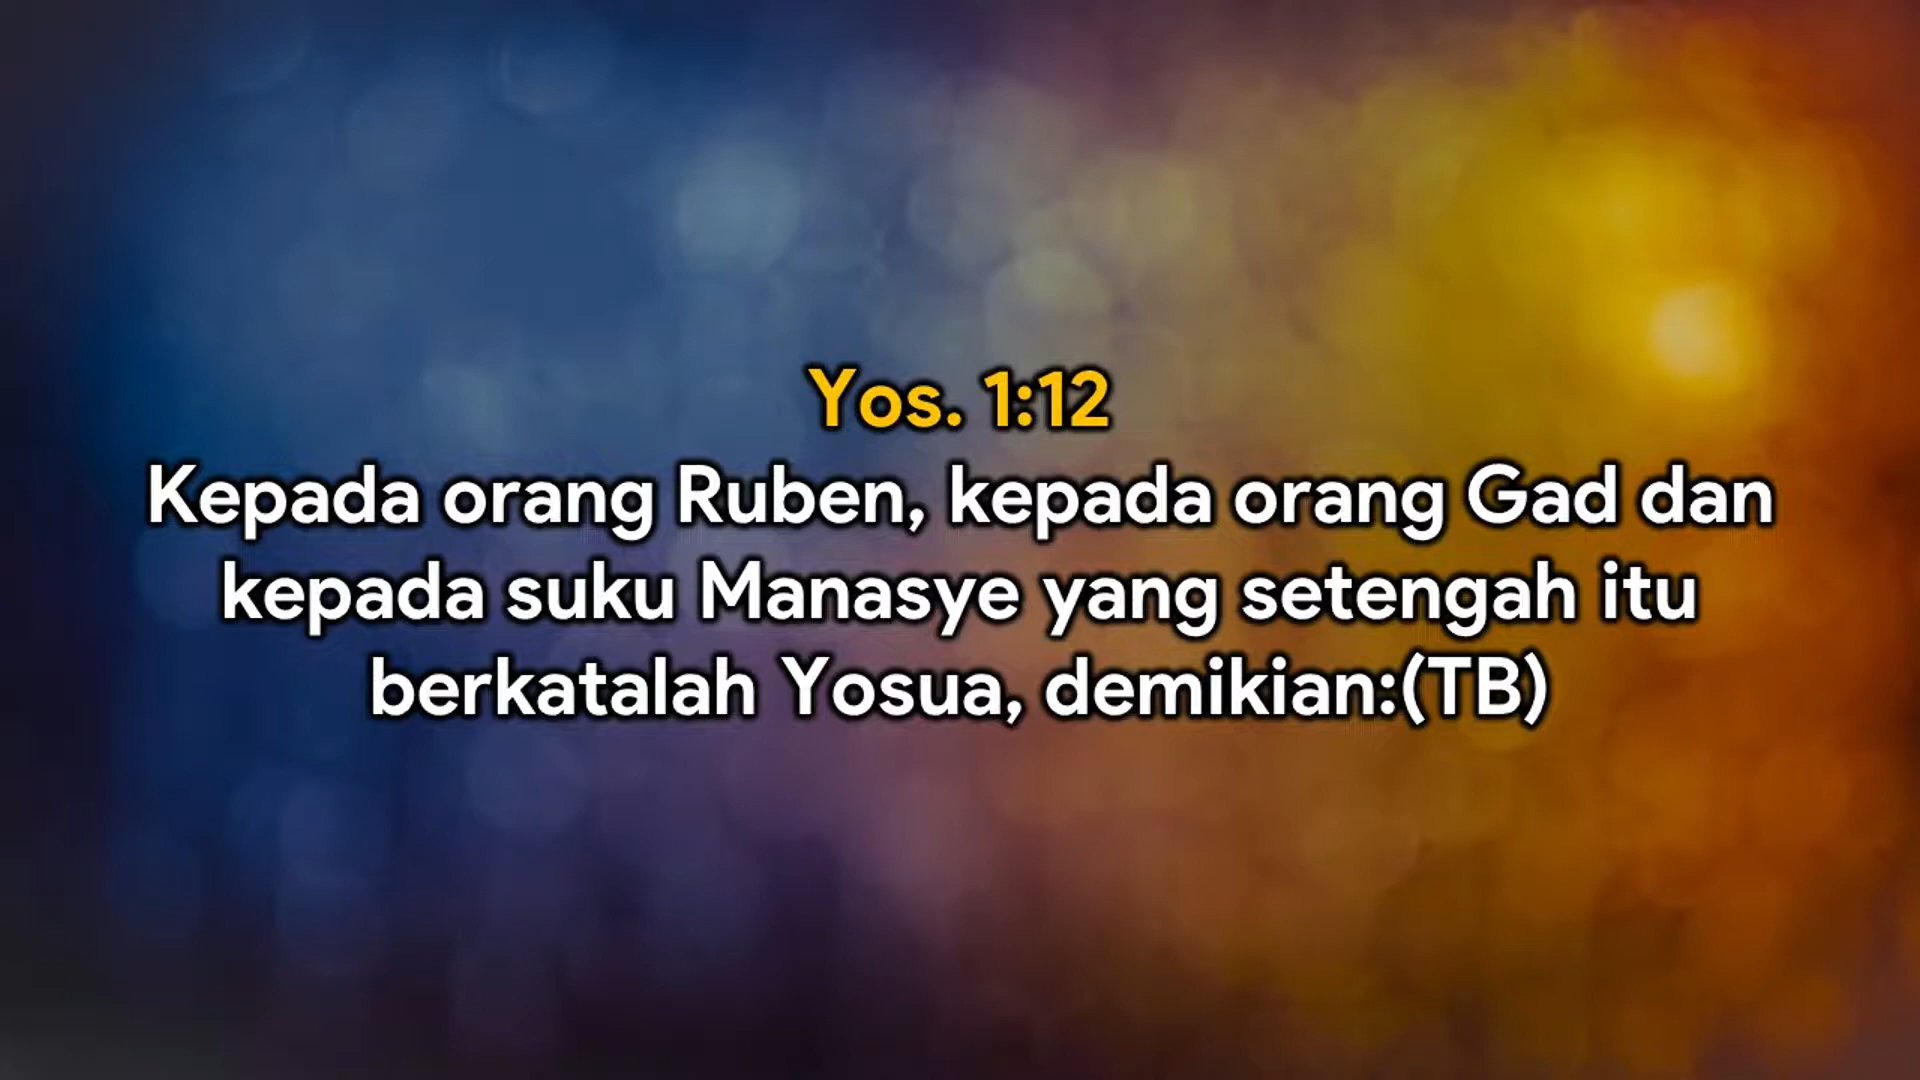 Yos. 1:12
Kepada orang Ruben, kepada orang Gad dan
kepada suku Manasye yang setengah itu
berkatalah Yosua, demikian:(TB)